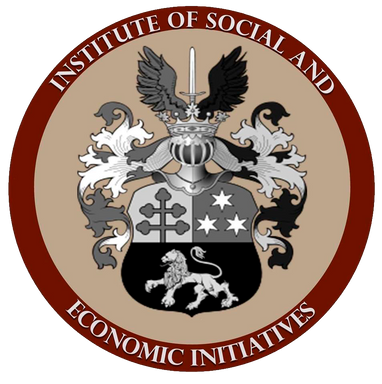 INSTITUTE OF SOCIAL AND
ECONOMIC INITIATIVES